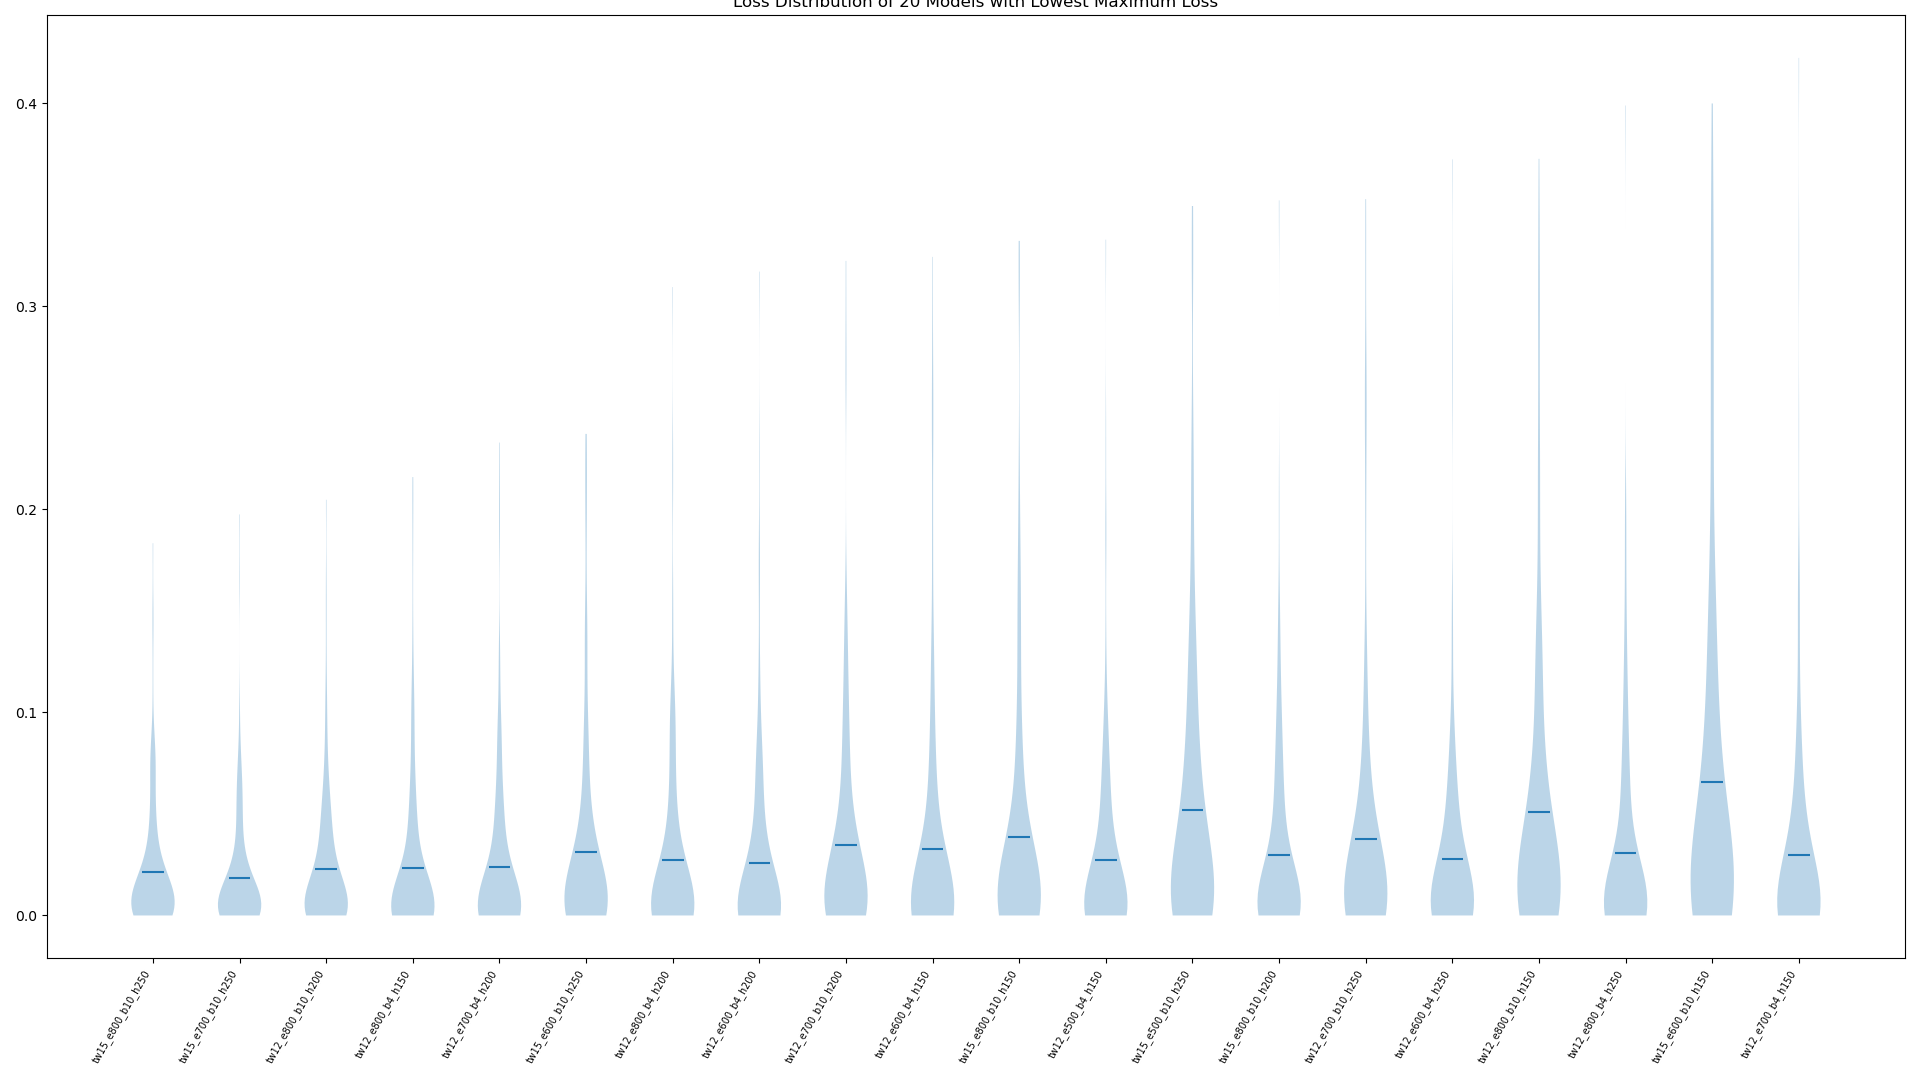 Loss Distribution of 20 Models with Lowest Maximum Loss
0.4
0.3
0.2
0.1
0.0
tw15_e800_b10_h250
tw15_e700_b10_h250
tw12_e800_b10_h200
tw12_e800_b4_h150
tw12_e700_b4_h200
tw15_e600_b10_h250
tw12_e800_b4_h200
tw12_e600_b4_h200
tw12_e700_b10_h200
tw12_e600_b4_h150
tw15_e800_b10_h150
tw12_e500_b4_h150
tw15_e500_b10_h250
tw15_e800_b10_h200
tw12_e700_b10_h250
tw12_e600_b4_h250
tw12_e800_b10_h150
tw12_e800_b4_h250
tw15_e600_b10_h150
tw12_e700_b4_h150